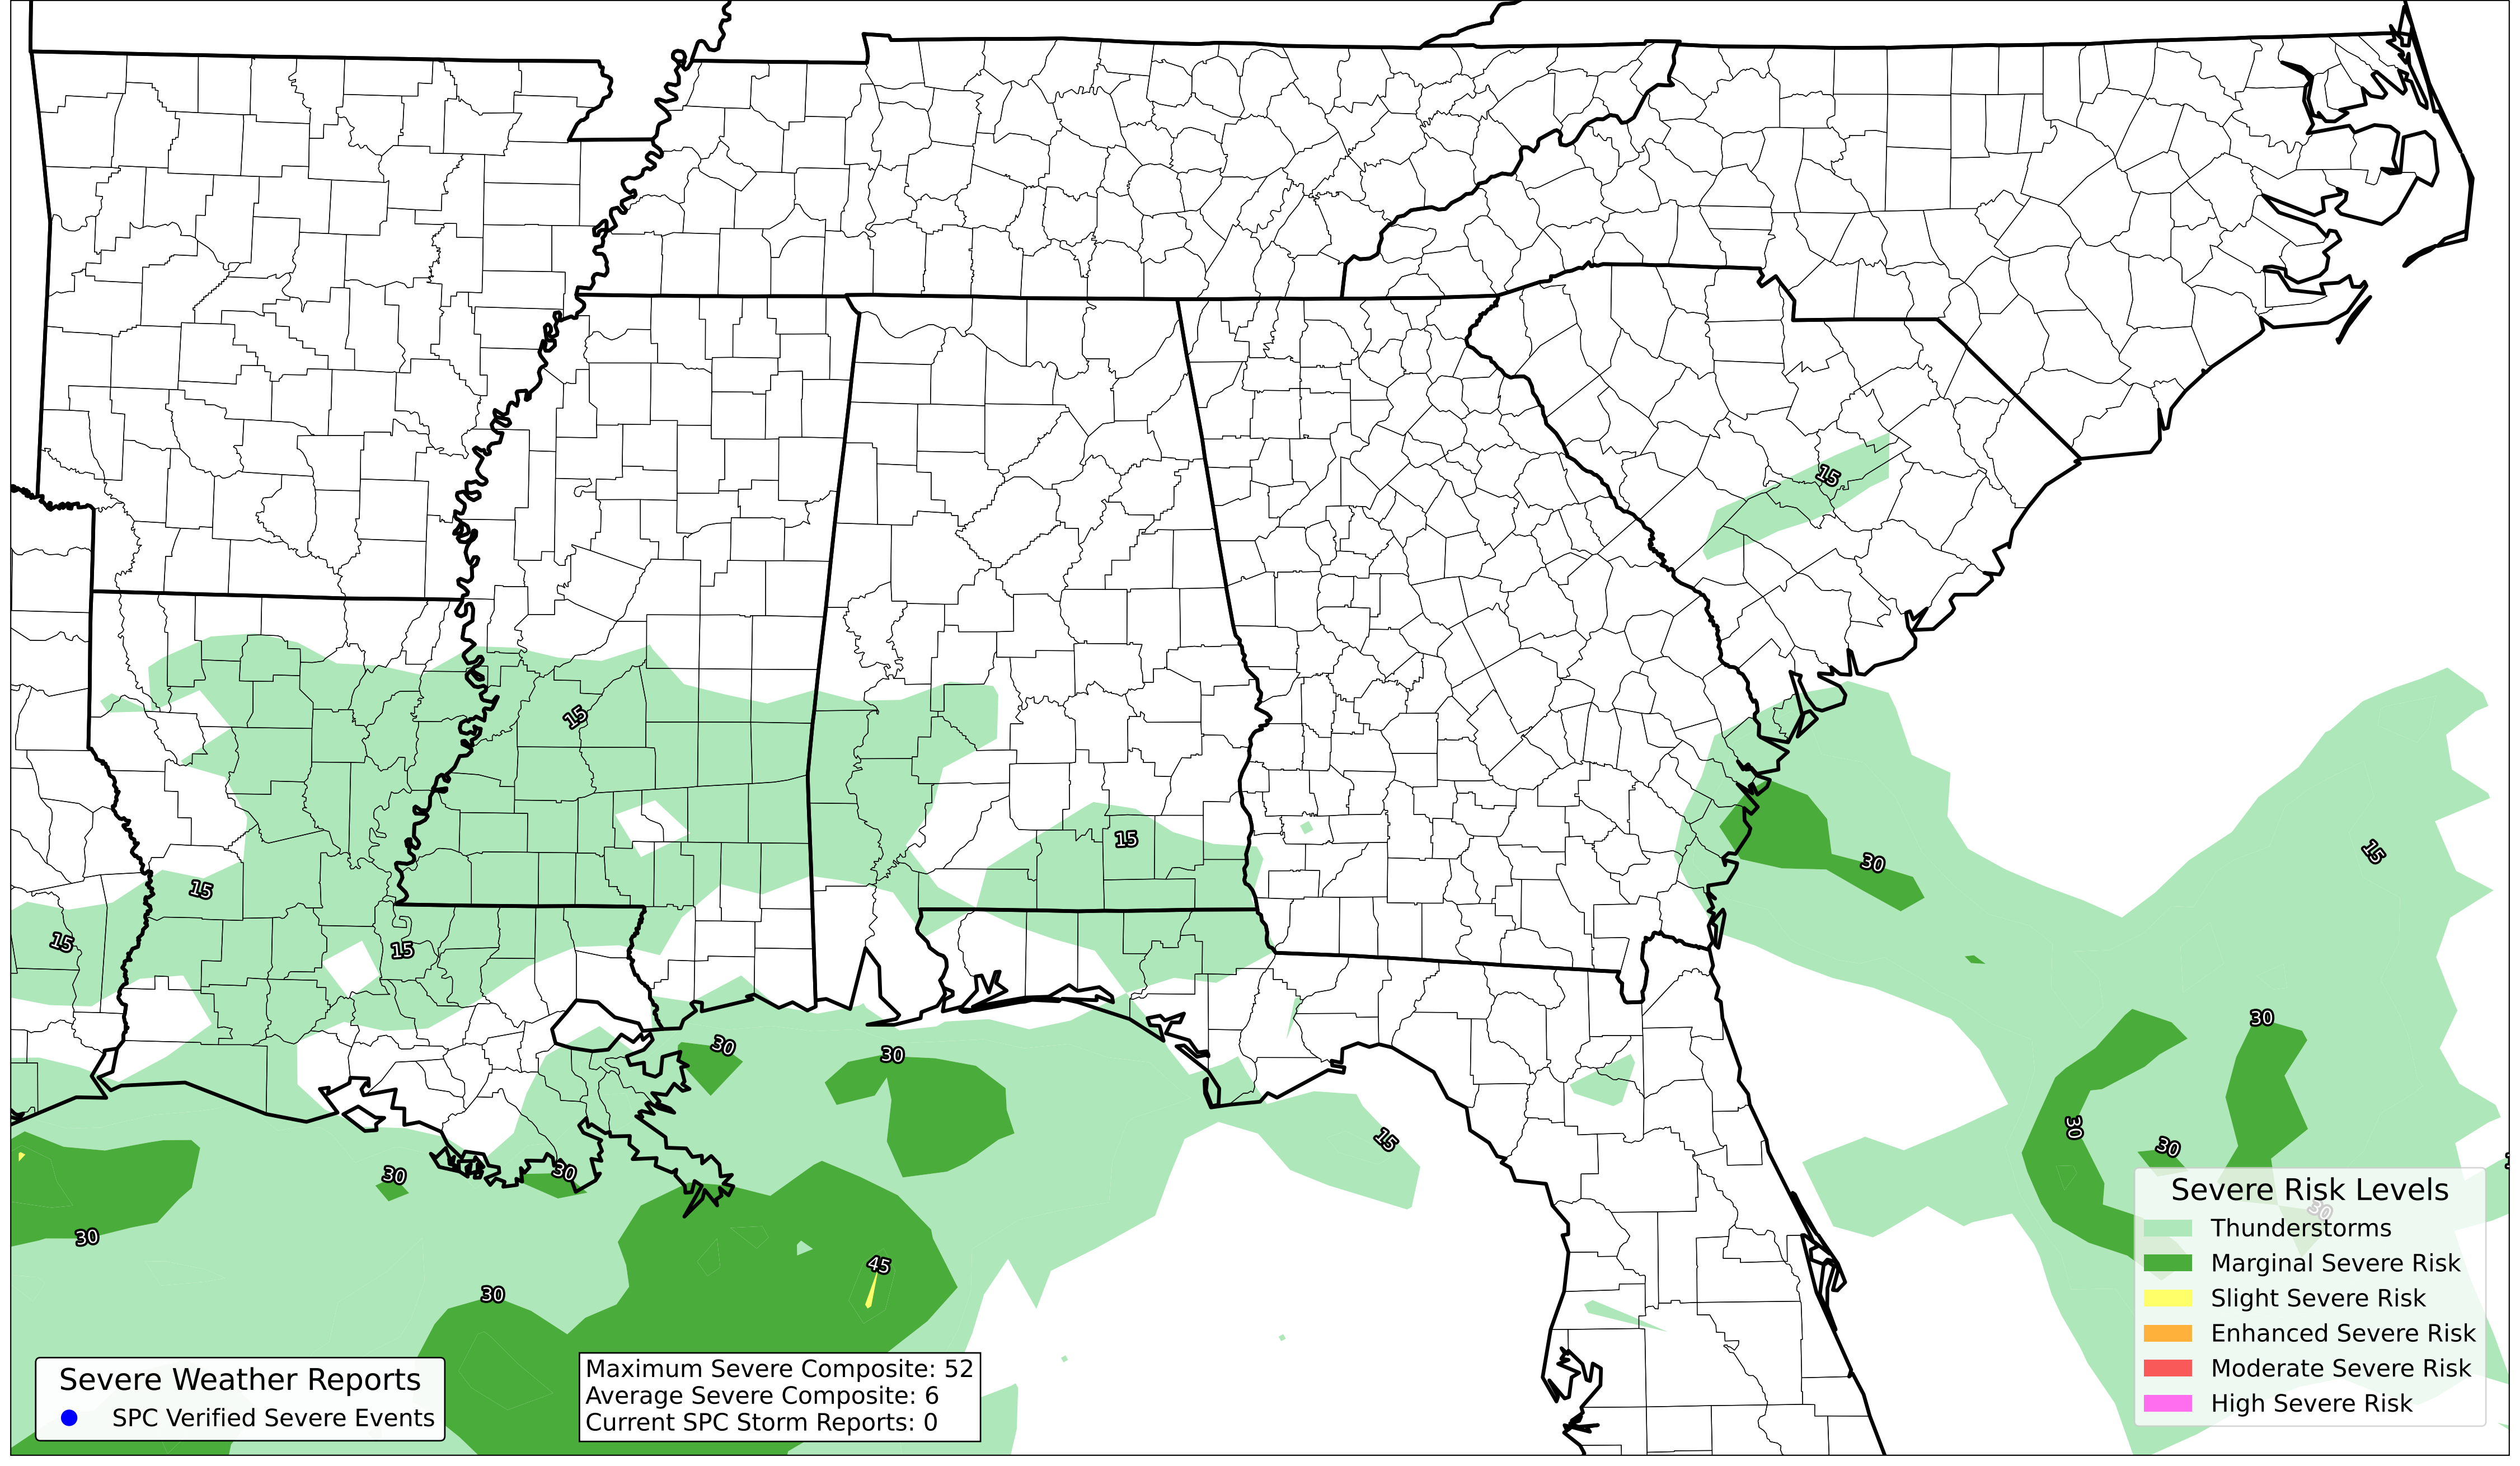 15
15
15
30
15
15
15
15
30
30
30
30
15
30
30
30
30
30
45
30
Severe Risk Levels
30
Thunderstorms
Marginal Severe Risk
Slight Severe Risk
Enhanced Severe Risk
Moderate Severe Risk
High Severe Risk
Severe Weather Reports
SPC Verified Severe Events
Maximum Severe Composite: 52
Average Severe Composite: 6
Current SPC Storm Reports: 0